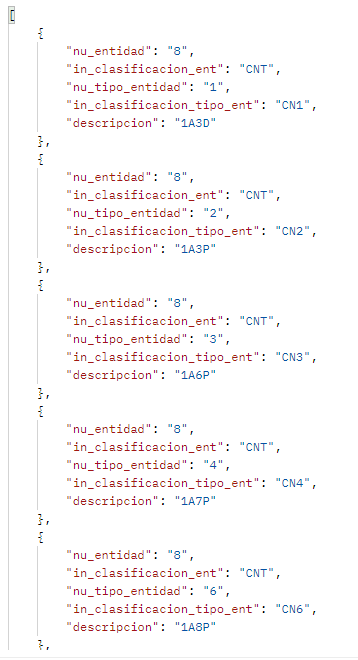 [
{
"nu_entidad": "8",
"in_clasificacion_ent": "CNT",
"nu_tipo_entidad": "1",
"in_clasificacion_tipo_ent": "CN1",
"descripcion": "1A3D"
},
{
"nu_entidad": "8",
"in_clasificacion_ent": "CNT",
"nu_tipo_entidad": "2",
"in_clasificacion_tipo_ent": "CN2",
"descripcion": "1A3P"
},
{
"nu_entidad": "8",
"in_clasificacion_ent": "CNT",
"nu_tipo_entidad": "3",
"in_clasificacion_tipo_ent": "CN3",
"descripcion": "1A6P"
},
{
"nu_entidad": "8",
"in_clasificacion_ent": "CNT",
"nu_tipo_entidad": "4",
"in_clasificacion_tipo_ent": "CN4",
"descripcion": "1A7P"
},
{
"nu_entidad": "8",
"in_clasificacion_ent": "CNT",
"nu_tipo_entidad": "6",
"in_clasificacion_tipo_ent": "CN6",
"descripcion": "1A8P"
},